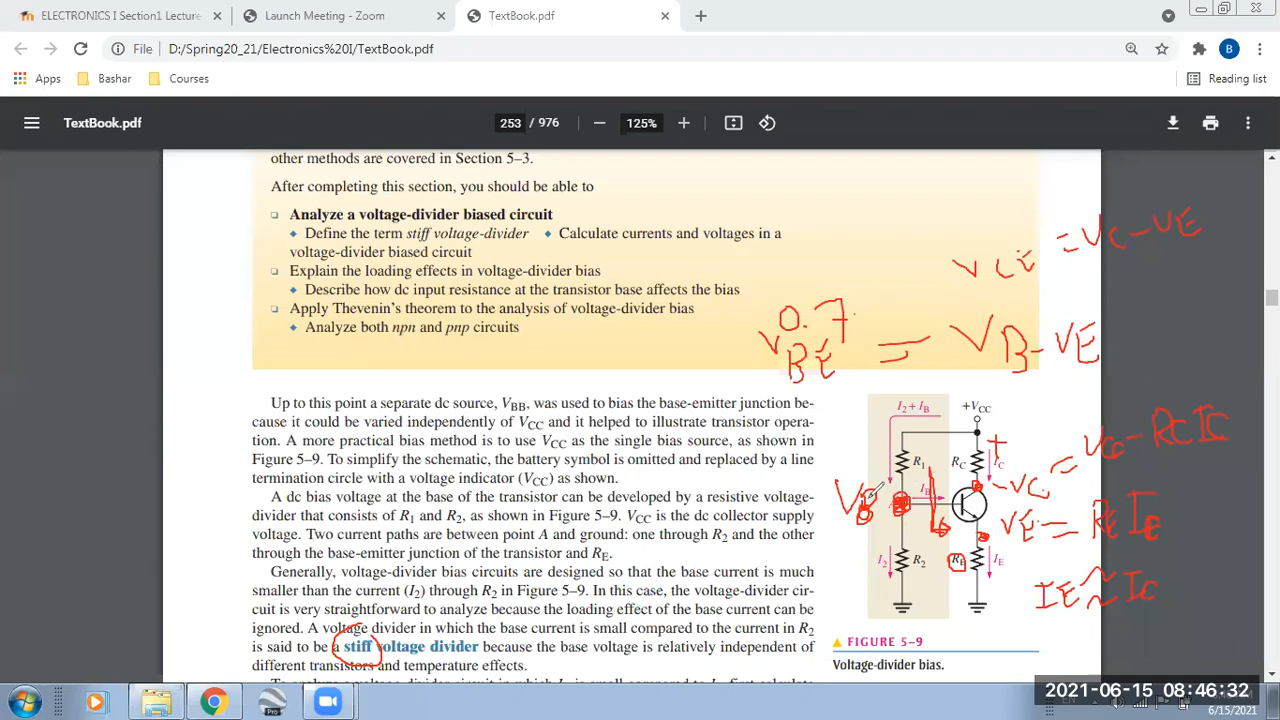 ELECTRONICS I Section1 Lecture
Launch Meeting - Zoom
TextBook.pdf
File
D:/Spring20_21/Electronics%20I/TextBook.pdf
B
Apps
Bashar
Courses
Reading list
TextBook.pdf
253 / 976
125%
other methods are covered in Section 5–3.
After completing this section, you should be able to
❏ Analyze a voltage-divider biased circuit
◆ Define the term stiff voltage-divider ◆ Calculate currents and voltages in a
voltage-divider biased circuit
❏ Explain the loading effects in voltage-divider bias
◆ Describe how dc input resistance at the transistor base affects the bias
❏ Apply Thevenin's theorem to the analysis of voltage-divider bias
◆ Analyze both npn and pnp circuits
VCE = VC - VE
0.7
VBE = VB - VE
Up to this point a separate dc source, VBB, was used to bias the base-emitter junction be-
cause it could be varied independently of VCC and it helped to illustrate transistor opera-
tion. A more practical bias method is to use VCC as the single bias source, as shown in
Figure 5–9. To simplify the schematic, the battery symbol is omitted and replaced by a line
termination circle with a voltage indicator (VCC) as shown.
A dc bias voltage at the base of the transistor can be developed by a resistive voltage-
divider that consists of R1 and R2, as shown in Figure 5–9. VCC is the dc collector supply
voltage. Two current paths are between point A and ground: one through R2 and the other
through the base-emitter junction of the transistor and RE.
Generally, voltage-divider bias circuits are designed so that the base current is much
smaller than the current (I2) through R2 in Figure 5–9. In this case, the voltage-divider cir-
cuit is very straightforward to analyze because the loading effect of the base current can be
ignored. A voltage divider in which the base current is small compared to the current in R2
is said to be a stiff voltage divider because the base voltage is relatively independent of
different transistors and temperature effects.
I2 + IB
+VCC
R1
RC
IC
+
- VC = VCC - RC IC
IB
VB
VE = RE IE
I2
R2
RE
IE
IE ≈ IC
▲ FIGURE 5–9
Voltage-divider bias.
2021-06-15 08:46:32
6/15/2021